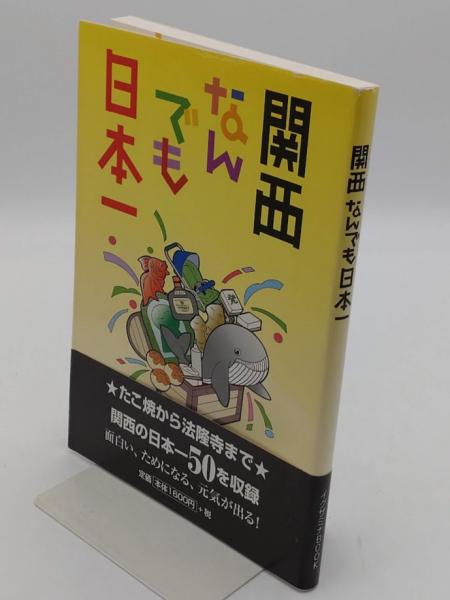 関西
なん
でも
日本一
関西 なんでも日本一
★たこ焼から法隆寺まで★
関西の日本一50を収録
面白い、ためになる、元気が出る!
定価[本体1600円]+税